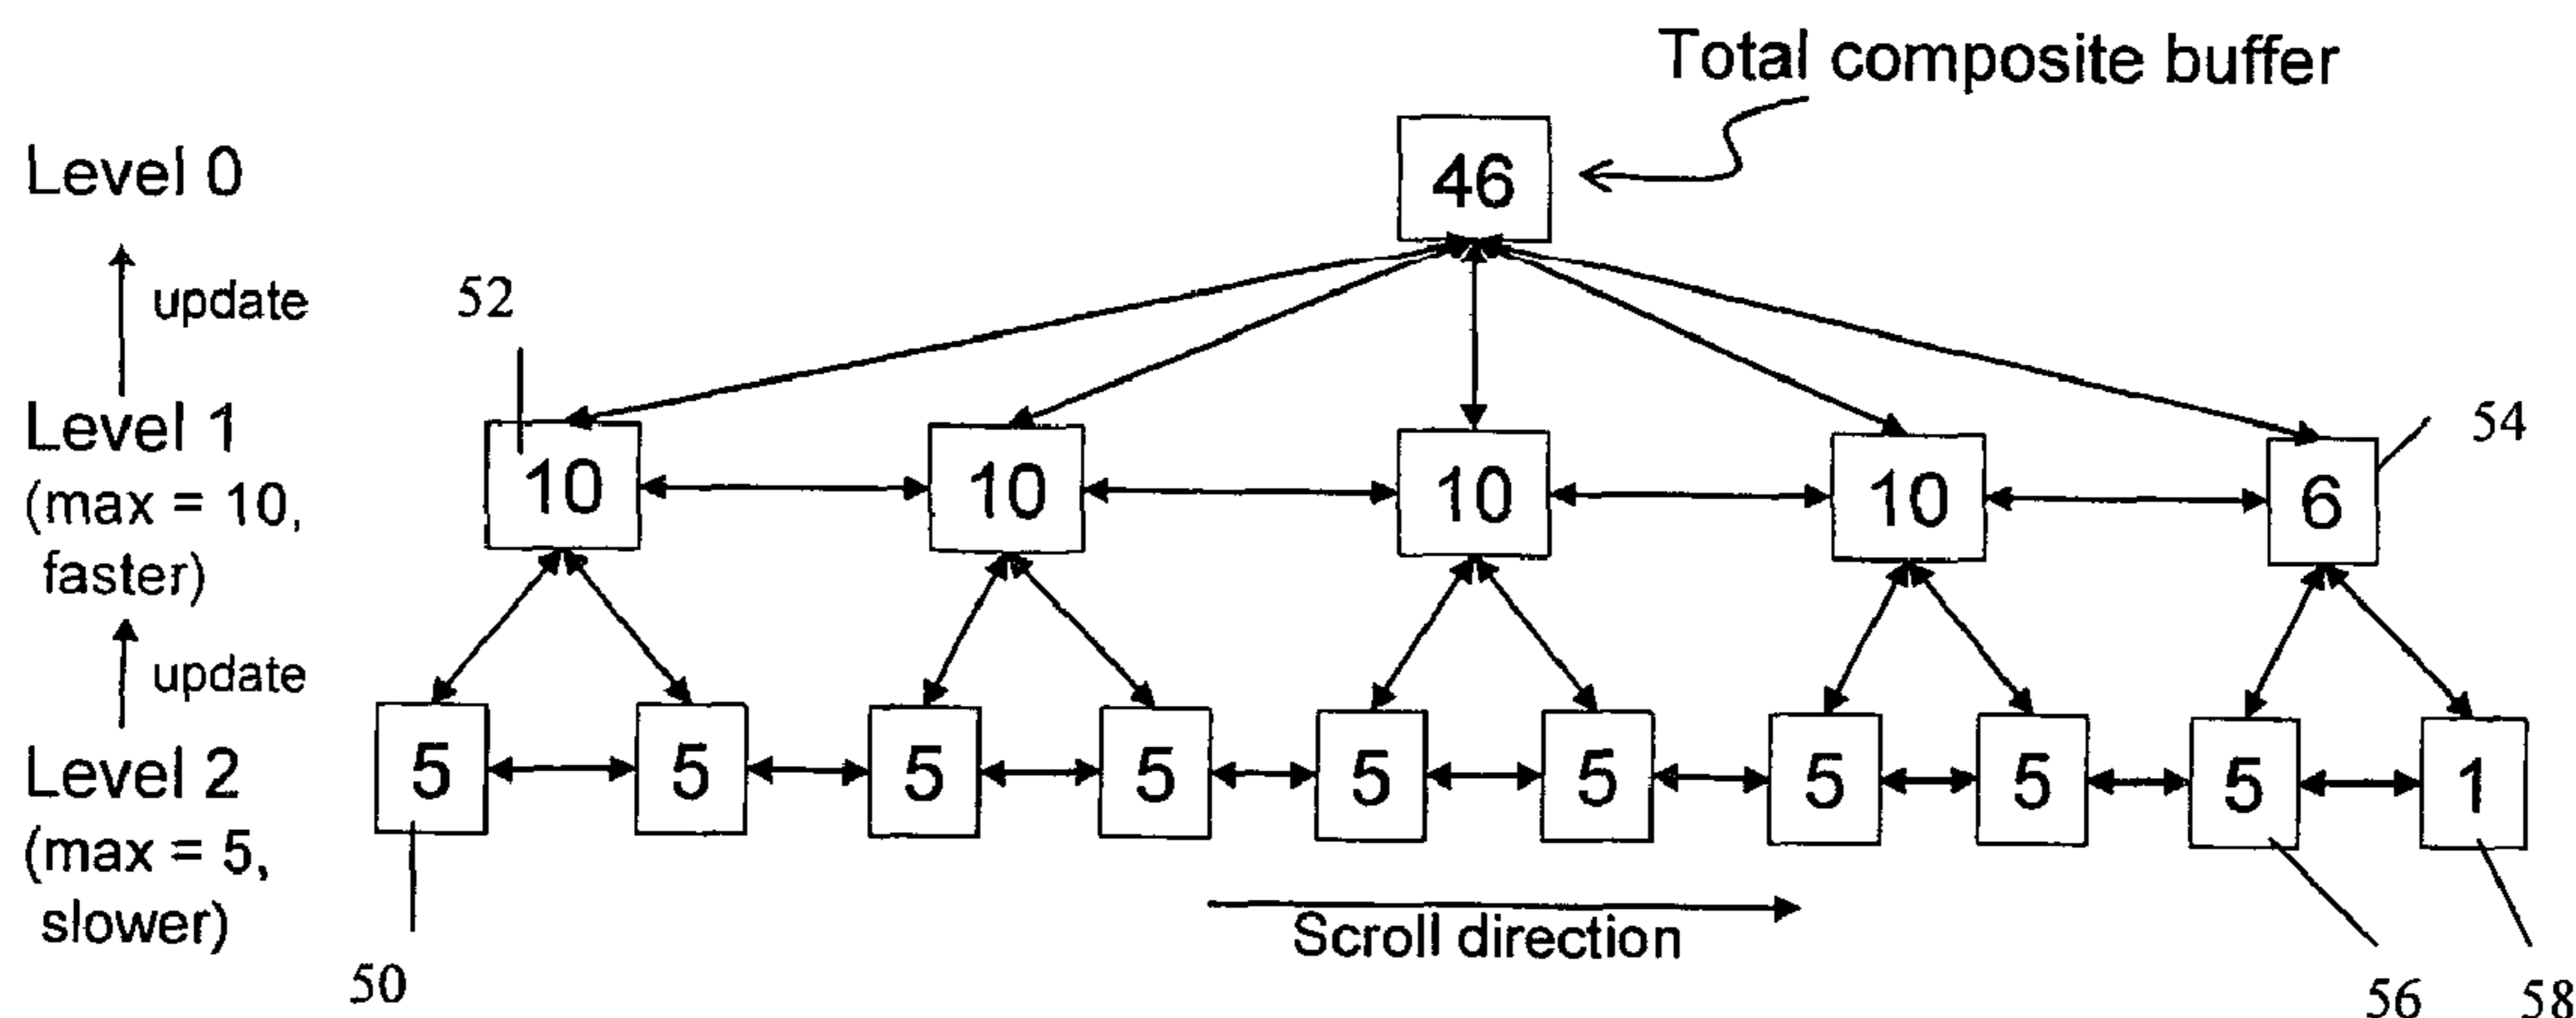 Total composite buffer
Level 0
46
update
52
Level 1
(max = 10,
faster)
10 10 10 10 6
54
update
Level 2
(max = 5,
slower)
5 5 5 5 5 5 5 5 5 1
Scroll direction
50
56
58